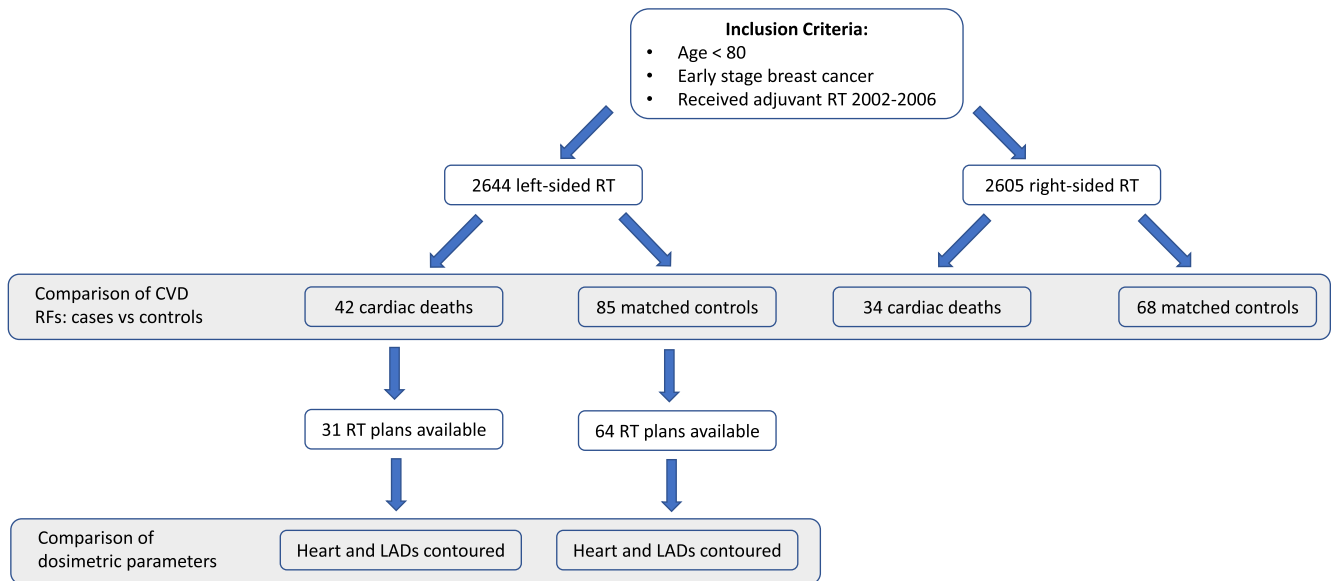 Inclusion Criteria:
• Age < 80
• Early stage breast cancer
• Received adjuvant RT 2002-2006
2644 left-sided RT
2605 right-sided RT
Comparison of CVD
RFs: cases vs controls
42 cardiac deaths
85 matched controls
34 cardiac deaths
68 matched controls
31 RT plans available
64 RT plans available
Comparison of
dosimetric parameters
Heart and LADs contoured
Heart and LADs contoured